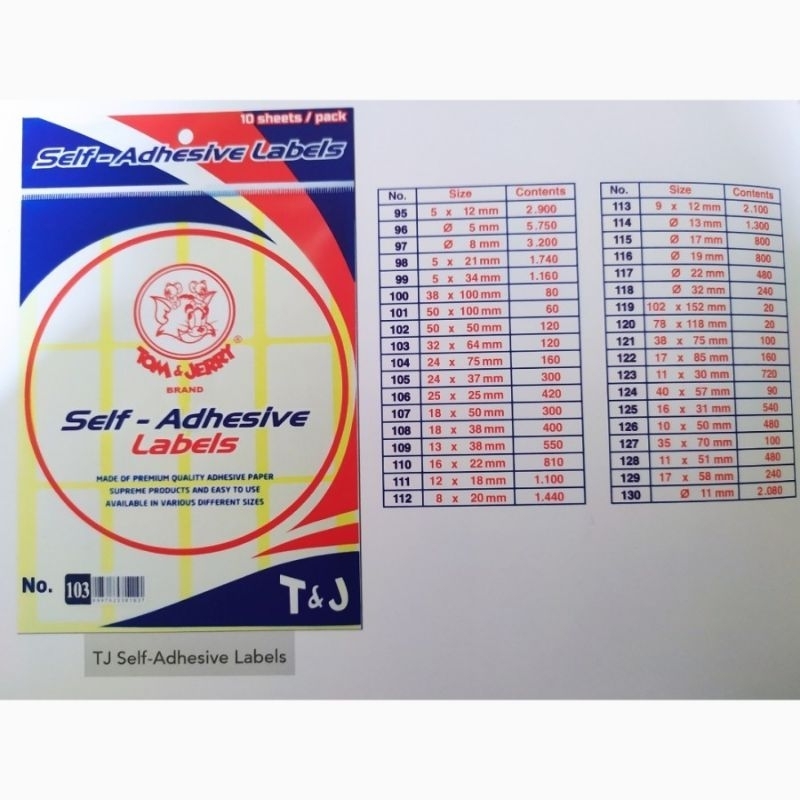 10 sheets / pack
Self - Adhesive Labels
TOM & JERRY®
BRAND
Self - Adhesive
Labels
MADE OF PREMIUM QUALITY ADHESIVE PAPER
SUPREME PRODUCTS AND EASY TO USE
AVAILABLE IN VARIOUS DIFFERENT SIZES
No. 103
T&J
TJ Self-Adhesive Labels
No. Size Contents
95 5 x 12 mm 2.900
96 Ø 5 mm 5.750
97 Ø 8 mm 3.200
98 5 x 21 mm 1.740
99 5 x 34 mm 1.160
100 38 x 100 mm 80
101 50 x 100 mm 60
102 50 x 50 mm 120
103 32 x 64 mm 120
104 24 x 75 mm 160
105 24 x 37 mm 300
106 25 x 25 mm 420
107 18 x 50 mm 300
108 18 x 38 mm 400
109 13 x 38 mm 550
110 16 x 22 mm 810
111 12 x 18 mm 1.100
112 8 x 20 mm 1.440
No. Size Contents
113 9 x 12 mm 2.100
114 Ø 13 mm 1.300
115 Ø 17 mm 800
116 Ø 19 mm 800
117 Ø 22 mm 480
118 Ø 32 mm 240
119 102 x 152 mm 20
120 78 x 118 mm 20
121 38 x 75 mm 100
122 17 x 85 mm 160
123 11 x 30 mm 720
124 40 x 57 mm 90
125 16 x 31 mm 540
126 10 x 50 mm 480
127 35 x 70 mm 100
128 11 x 51 mm 480
129 17 x 58 mm 240
130 Ø 11 mm 2.080